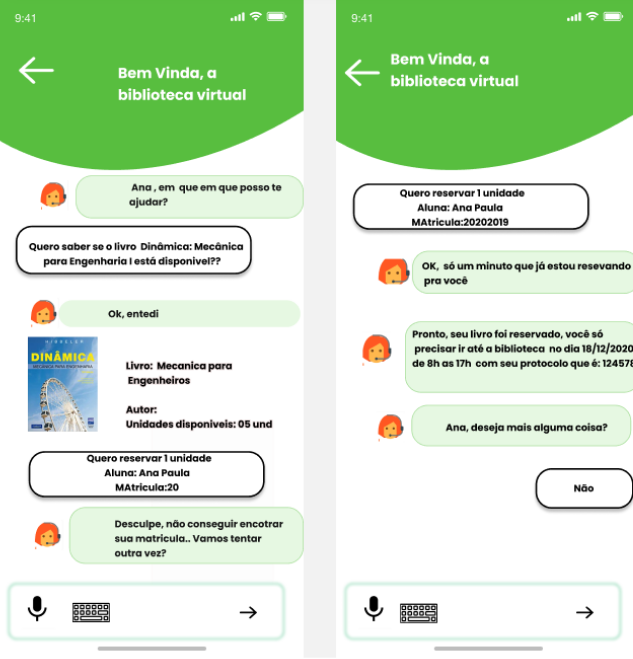 9:41
Bem Vinda, a
biblioteca virtual
Ana , em que em que posso te
ajudar?
Quero saber se o livro Dinâmica: Mecânica
para Engenharia I está disponivel??
Ok, entedi
HIBBELER
DINÂMICA
MECÂNICA PARA ENGENHARIA
Livro: Mecanica para
Engenheiros
Autor:
Unidades disponiveis: 05 und
Quero reservar 1 unidade
Aluna: Ana Paula
MAtricula:20
Desculpe, não conseguir encotrar
sua matricula.. Vamos tentar
outra vez?
9:41
Bem Vinda, a
biblioteca virtual
Quero reservar 1 unidade
Aluna: Ana Paula
MAtricula:20202019
OK, só um minuto que já estou resevando
pra você
Pronto, seu livro foi reservado, você só
precisar ir até a biblioteca no dia 18/12/2020
de 8h as 17h com seu protocolo que é: 124578
Ana, deseja mais alguma coisa?
Não